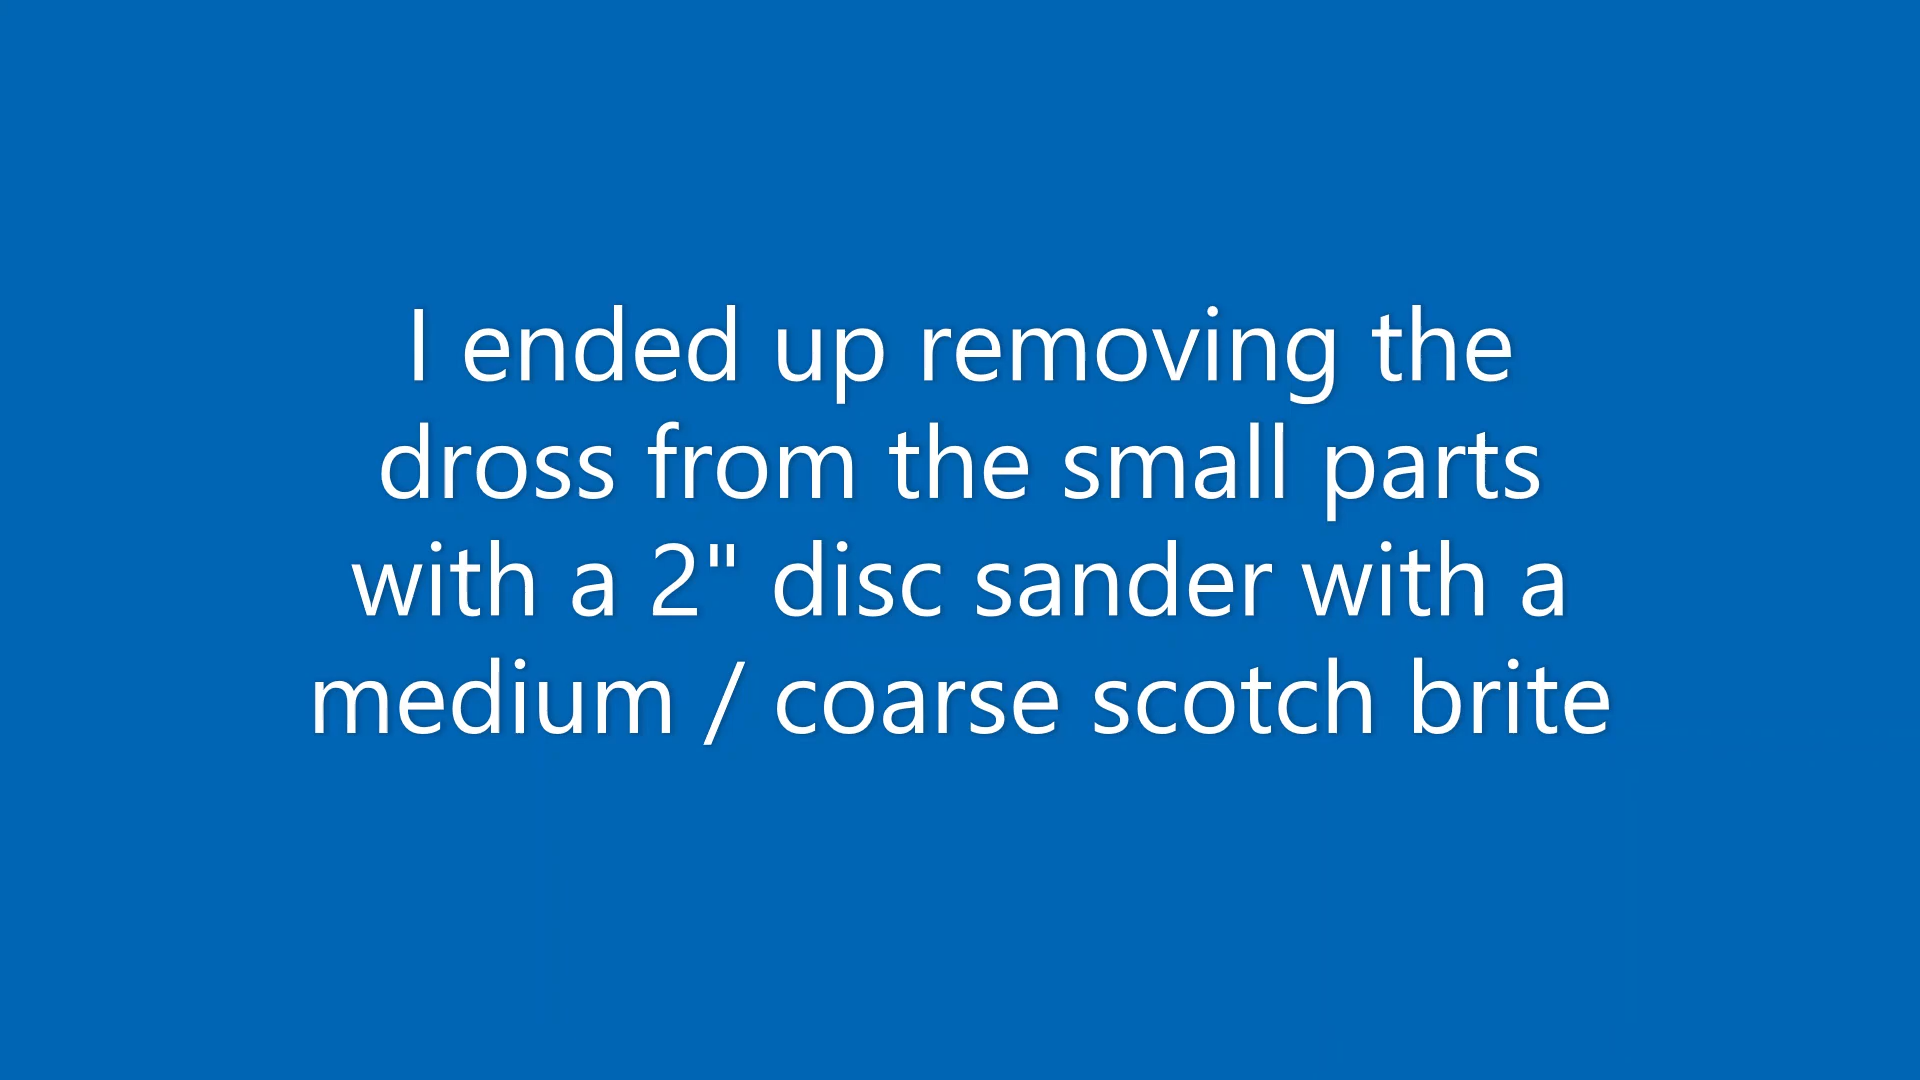 I ended up removing the
dross from the small parts
with a 2" disc sander with a
medium / coarse scotch brite